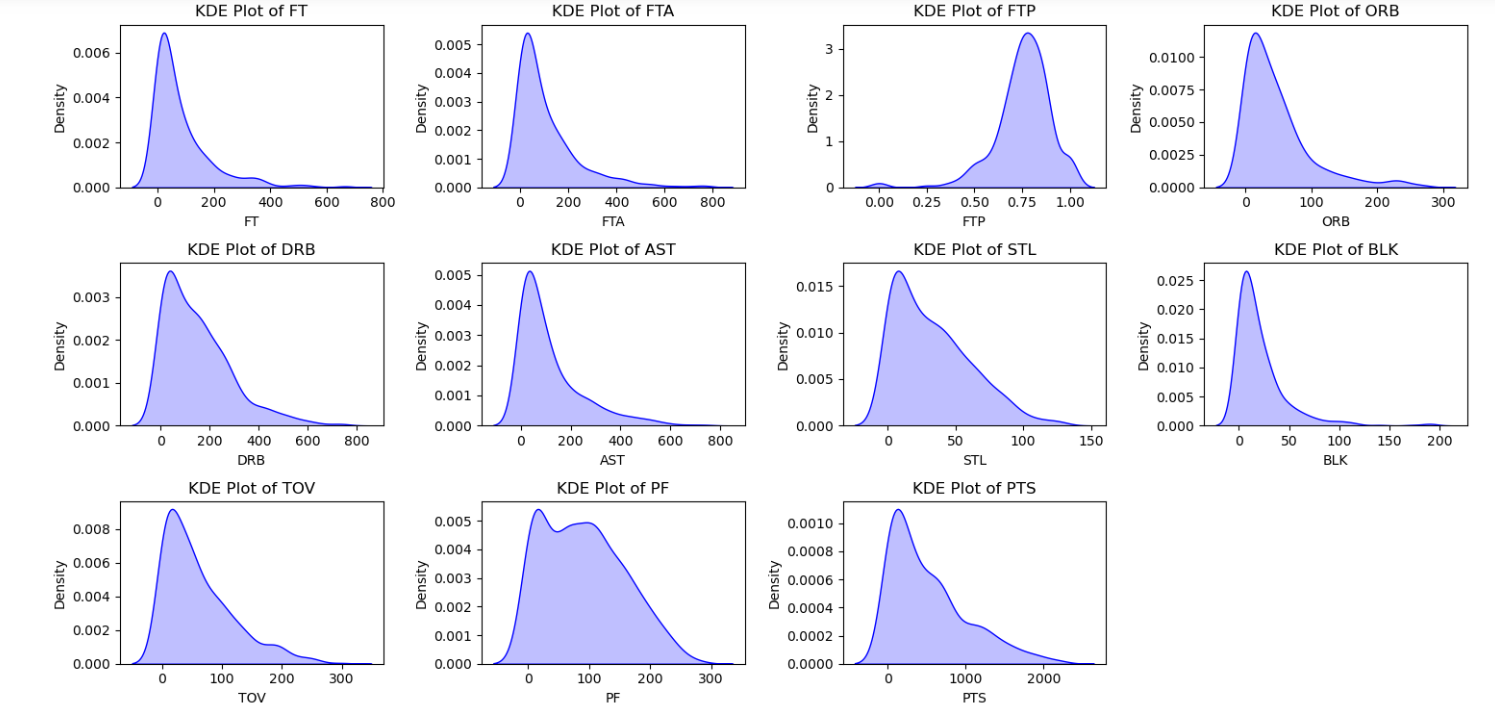 KDE Plot of FT
Density
0.006
0.004
0.002
0.000
0 200 400 600 800
FT
KDE Plot of FTA
Density
0.005
0.004
0.003
0.002
0.001
0.000
0 200 400 600 800
FTA
KDE Plot of FTP
Density
3
2
1
0
0.00 0.25 0.50 0.75 1.00
FTP
KDE Plot of ORB
Density
0.0100
0.0075
0.0050
0.0025
0.0000
0 100 200 300
ORB
KDE Plot of DRB
Density
0.003
0.002
0.001
0.000
0 200 400 600 800
DRB
KDE Plot of AST
Density
0.005
0.004
0.003
0.002
0.001
0.000
0 200 400 600 800
AST
KDE Plot of STL
Density
0.015
0.010
0.005
0.000
0 50 100 150
STL
KDE Plot of BLK
Density
0.025
0.020
0.015
0.010
0.005
0.000
0 50 100 150 200
BLK
KDE Plot of TOV
Density
0.008
0.006
0.004
0.002
0.000
0 100 200 300
TOV
KDE Plot of PF
Density
0.005
0.004
0.003
0.002
0.001
0.000
0 100 200 300
PF
KDE Plot of PTS
Density
0.0010
0.0008
0.0006
0.0004
0.0002
0.0000
0 1000 2000
PTS